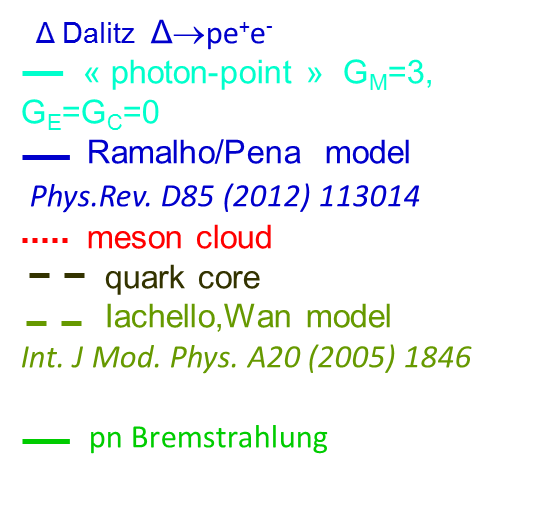 Δ Dalitz Δ→pe⁺e⁻
« photon-point » G_M=3,
G_E=G_C=0
Ramalho/Pena model
Phys.Rev. D85 (2012) 113014
meson cloud
quark core
Iachello,Wan model
Int. J Mod. Phys. A20 (2005) 1846
pn Bremstrahlung